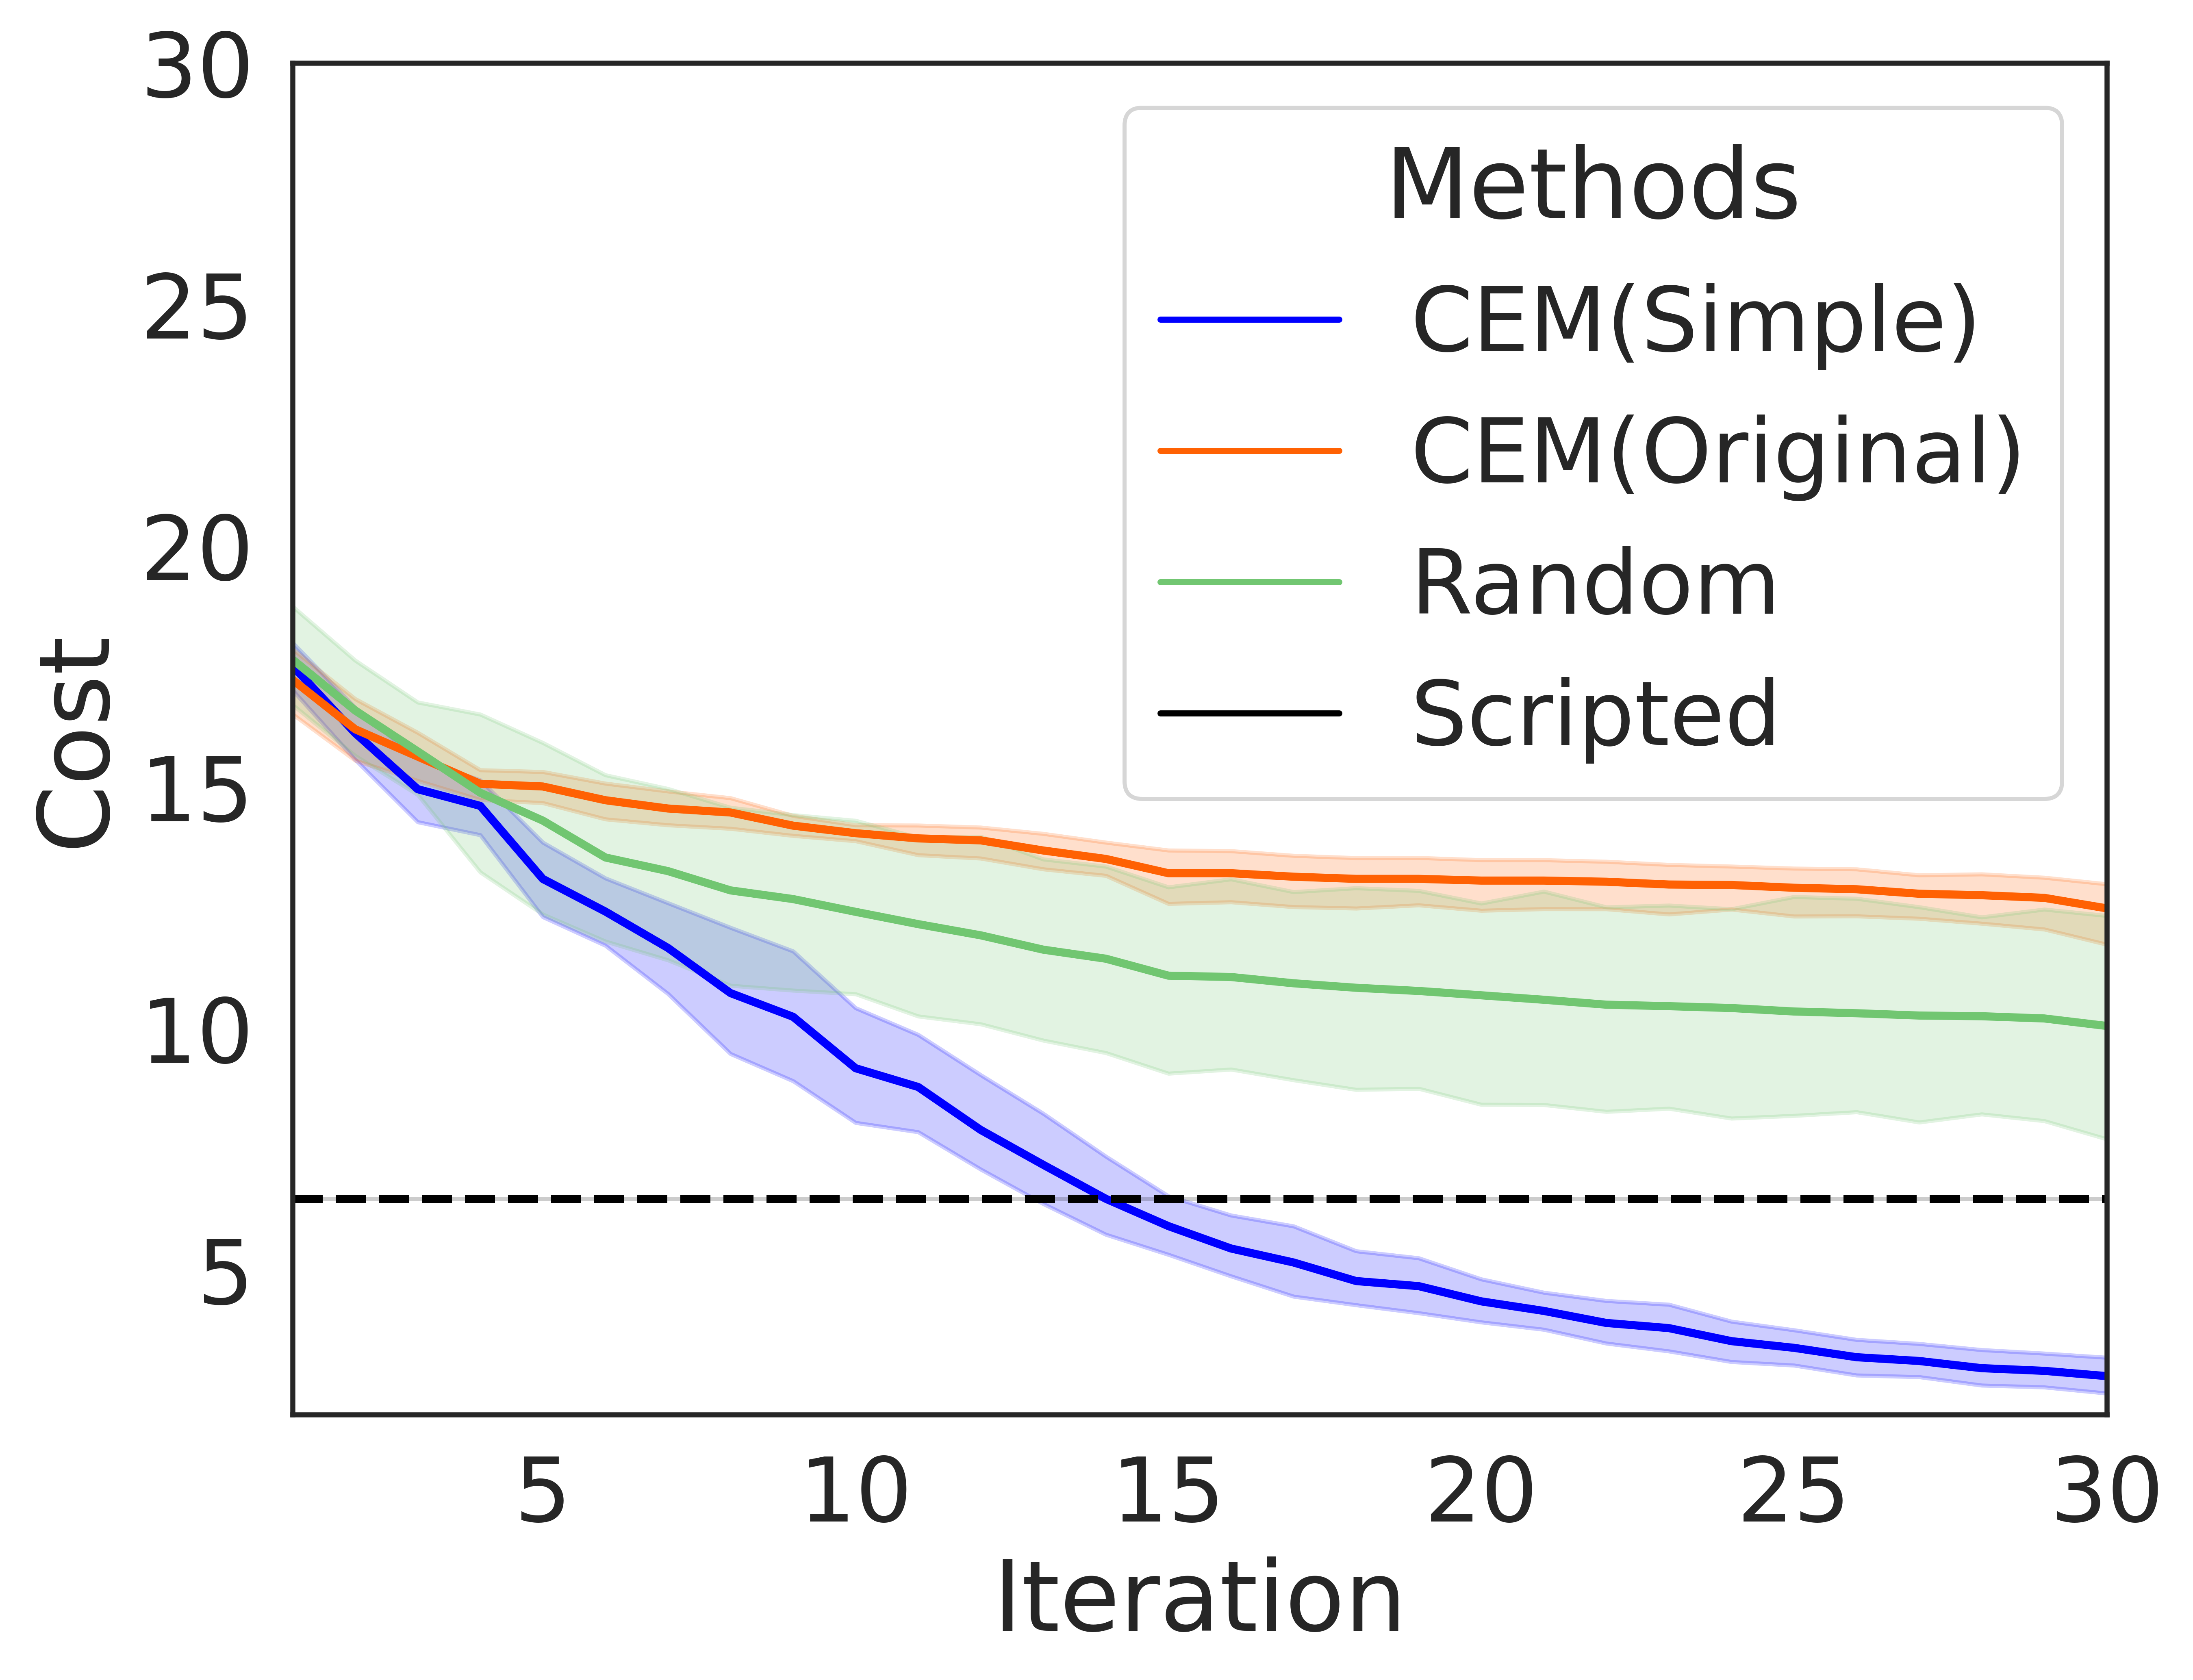 30
25
20
15
10
5
Cost
Methods
CEM(Simple)
CEM(Original)
Random
Scripted
5 10 15 20 25 30
Iteration